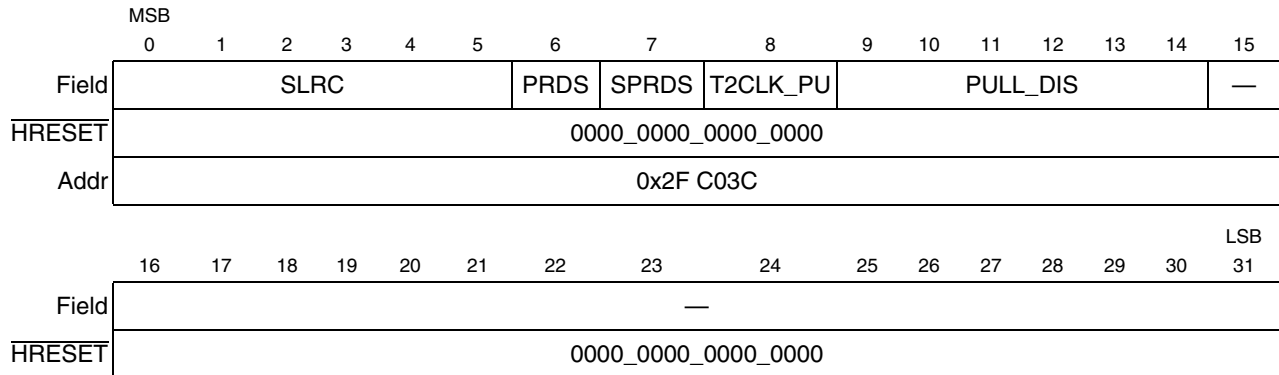 MSB
0 1 2 3 4 5 6 7 8 9 10 11 12 13 14 15
Field SLRC PRDS SPRDS T2CLK_PU PULL_DIS —
HRESET 0000_0000_0000_0000
Addr 0x2F C03C
LSB
16 17 18 19 20 21 22 23 24 25 26 27 28 29 30 31
Field —
HRESET 0000_0000_0000_0000